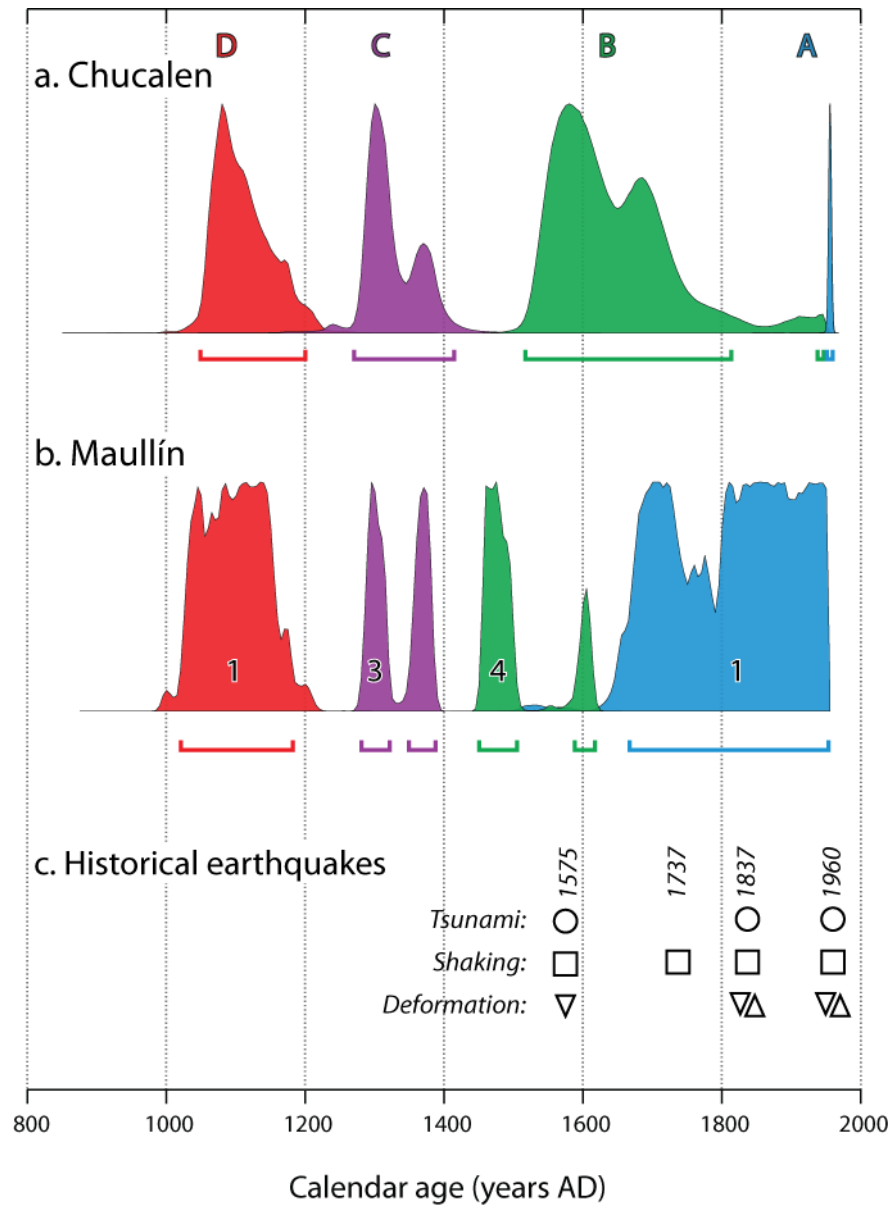 D C B A
a. Chucalen
b. Maullín
1 3 4 1
c. Historical earthquakes
1575 1737 1837 1960
Tsunami:
Shaking:
Deformation:
800 1000 1200 1400 1600 1800 2000
Calendar age (years AD)